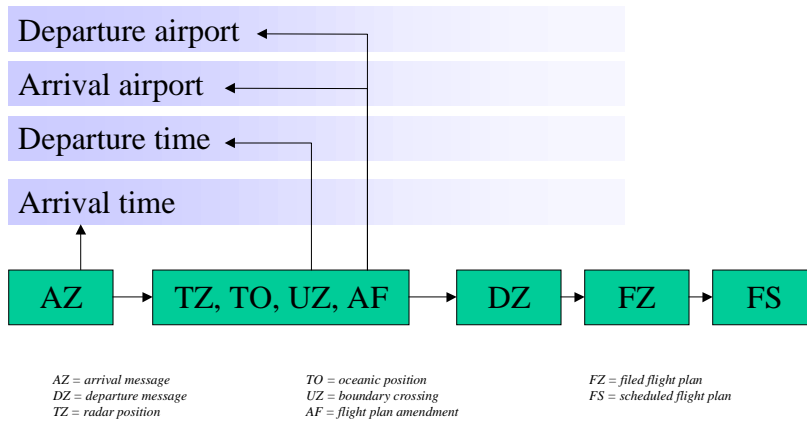 Departure airport
Arrival airport
Departure time
Arrival time
AZ
TZ, TO, UZ, AF
DZ
FZ
FS
AZ = arrival message
DZ = departure message
TZ = radar position
TO = oceanic position
UZ = boundary crossing
AF = flight plan amendment
FZ = filed flight plan
FS = scheduled flight plan